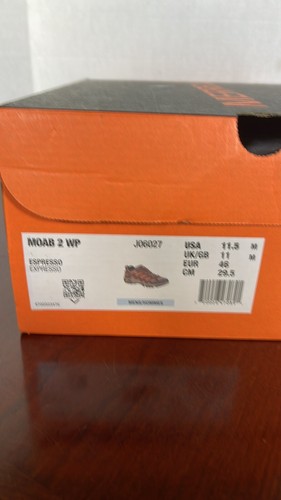 MOAB 2 WP
J06027
USA 11.5 M
UK/GB 11 M
EUR 46
CM 29.5
ESPRESSO
EXPRESSO